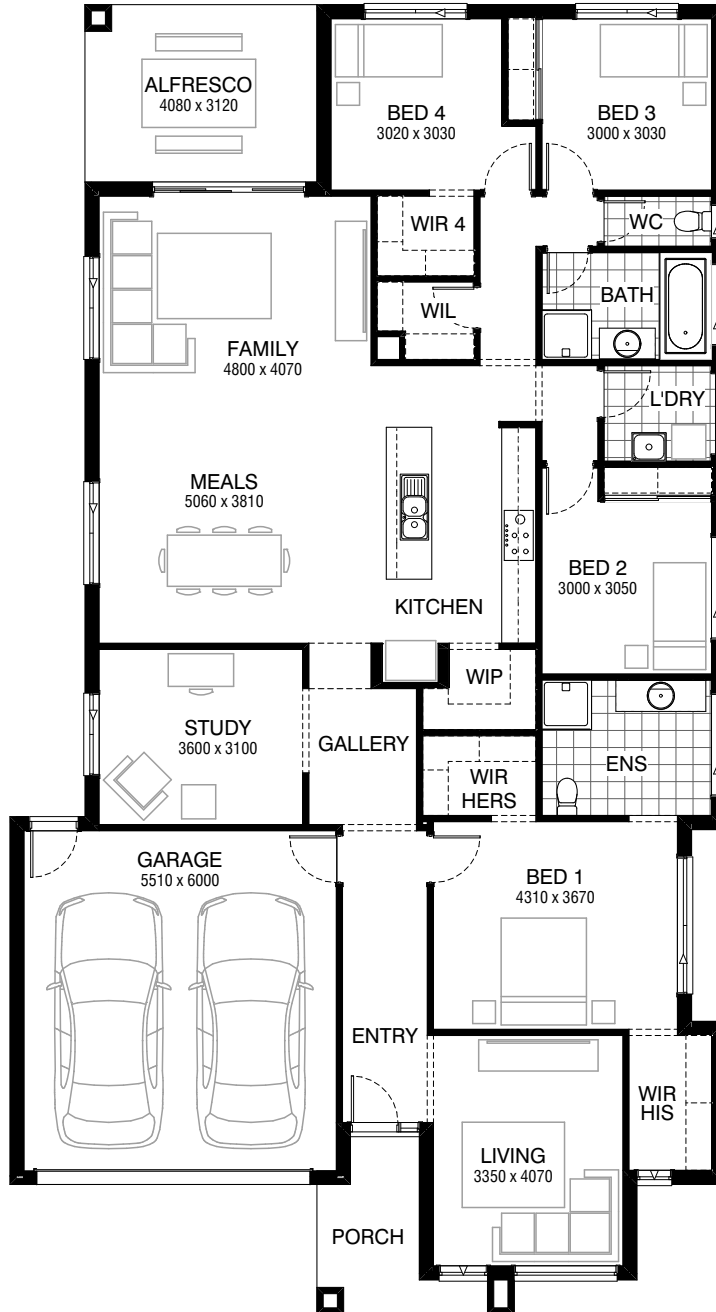 ALFRESCO
4080 x 3120
BED 4
3020 x 3030
BED 3
3000 x 3030
WIR 4
WC
WIL
BATH
FAMILY
4800 x 4070
L'DRY
MEALS
5060 x 3810
BED 2
3000 x 3050
KITCHEN
WIP
STUDY
3600 x 3100
GALLERY
WIR
HERS
ENS
GARAGE
5510 x 6000
BED 1
4310 x 3670
ENTRY
WIR
HIS
LIVING
3350 x 4070
PORCH